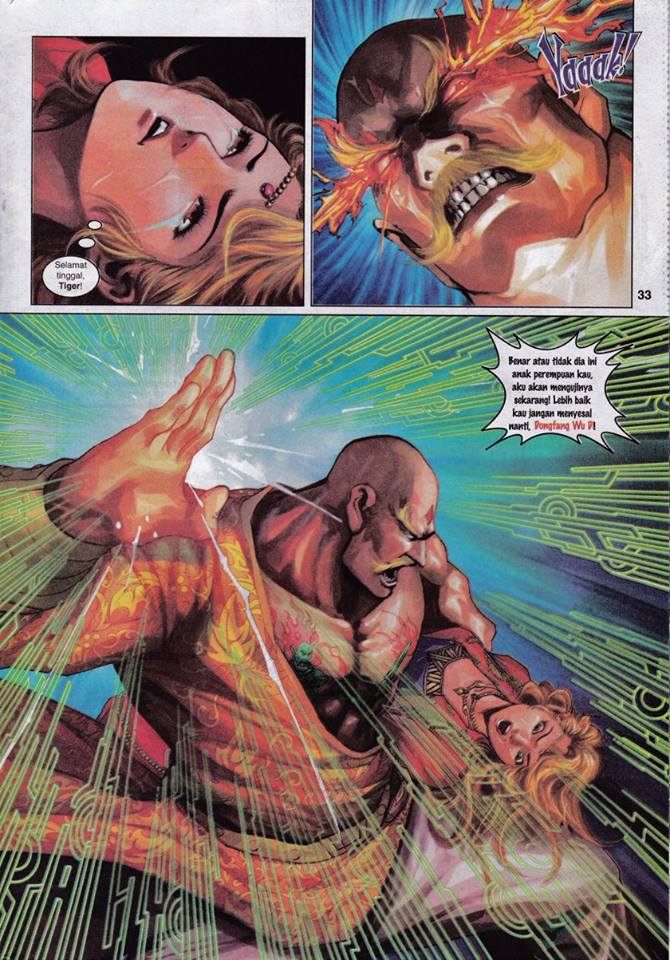 Selamat
tinggal,
Tiger!
Yaaak!!
33
Benar atau tidak dia ini
anak perempuan kau,
aku akan mengujinya
sekarang! Lebih baik
kau jangan menyesal
nanti, Dongfang Wu Di!